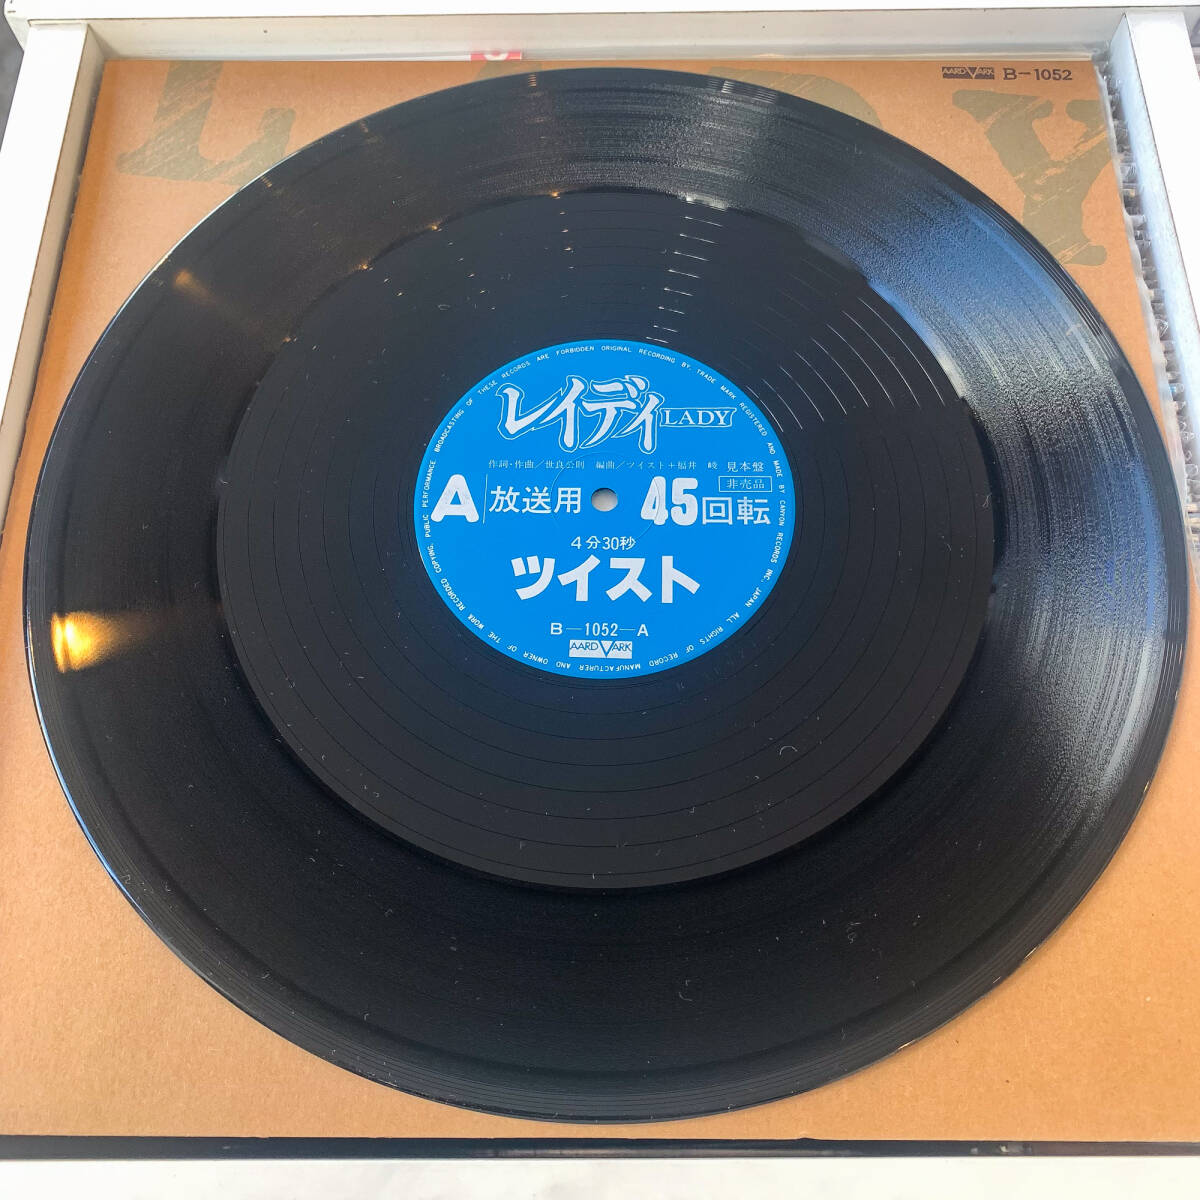 LADY
AARDVARK B-1052
レイディ LADY
作詞・作曲/世良公則 編曲/ツイスト+福井 峻 見本盤
非売品
A 放送用 45回転
4分30秒
ツイスト
B-1052-A
AARDVARK
ORIGINAL RECORDING BY. TRADE MARK REGISTERED AND MADE BY CANYON RECORDS INC. JAPAN ALL RIGHTS OF RECORD MANUFACTURER AND OWNER OF THE WORK RECORDED COPYING, PUBLIC PERFORMANCE BROADCASTING OF THESE RECORDS ARE FORBIDDEN